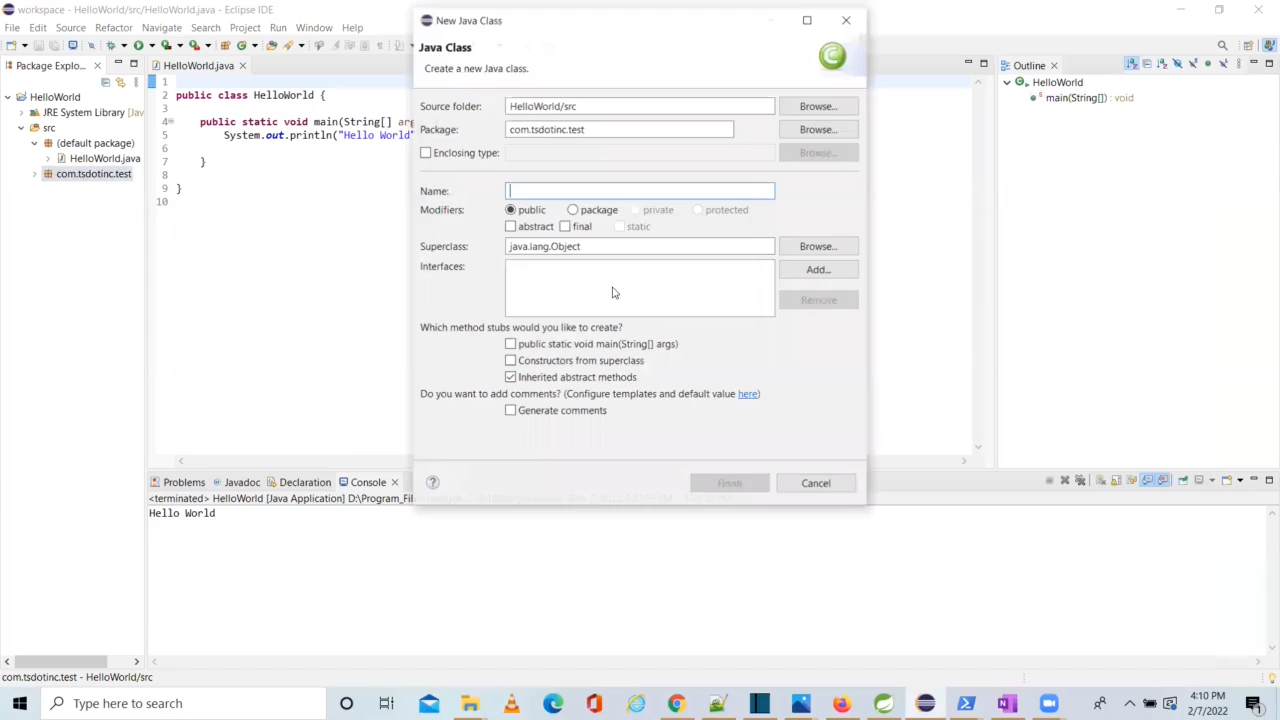 workspace - HelloWorld/src/HelloWorld.java - Eclipse IDE
File Edit Source Refactor Navigate Search Project Run Window Help
Package Explo...
HelloWorld
JRE System Library [Jav
src
(default package)
HelloWorld.java
com.tsdotinc.test
HelloWorld.java
1
2 public class HelloWorld {
3
4 public static void main(String[] arg
5 System.out.println("Hello World"
6
7 }
8
9 }
10
New Java Class
Java Class
Create a new Java class.
Source folder: HelloWorld/src Browse...
Package: com.tsdotinc.test Browse...
Enclosing type: Browse...
Name:
Modifiers: public package private protected
abstract final static
Superclass: java.lang.Object Browse...
Interfaces: Add...
Remove
Which method stubs would you like to create?
public static void main(String[] args)
Constructors from superclass
Inherited abstract methods
Do you want to add comments? (Configure templates and default value here)
Generate comments
Finish Cancel
Outline
HelloWorld
main(String[]) : void
Problems Javadoc Declaration Console
<terminated> HelloWorld [Java Application] D:\Program_File
Hello World
com.tsdotinc.test - HelloWorld/src
Type here to search
4:10 PM
2/7/2022
1